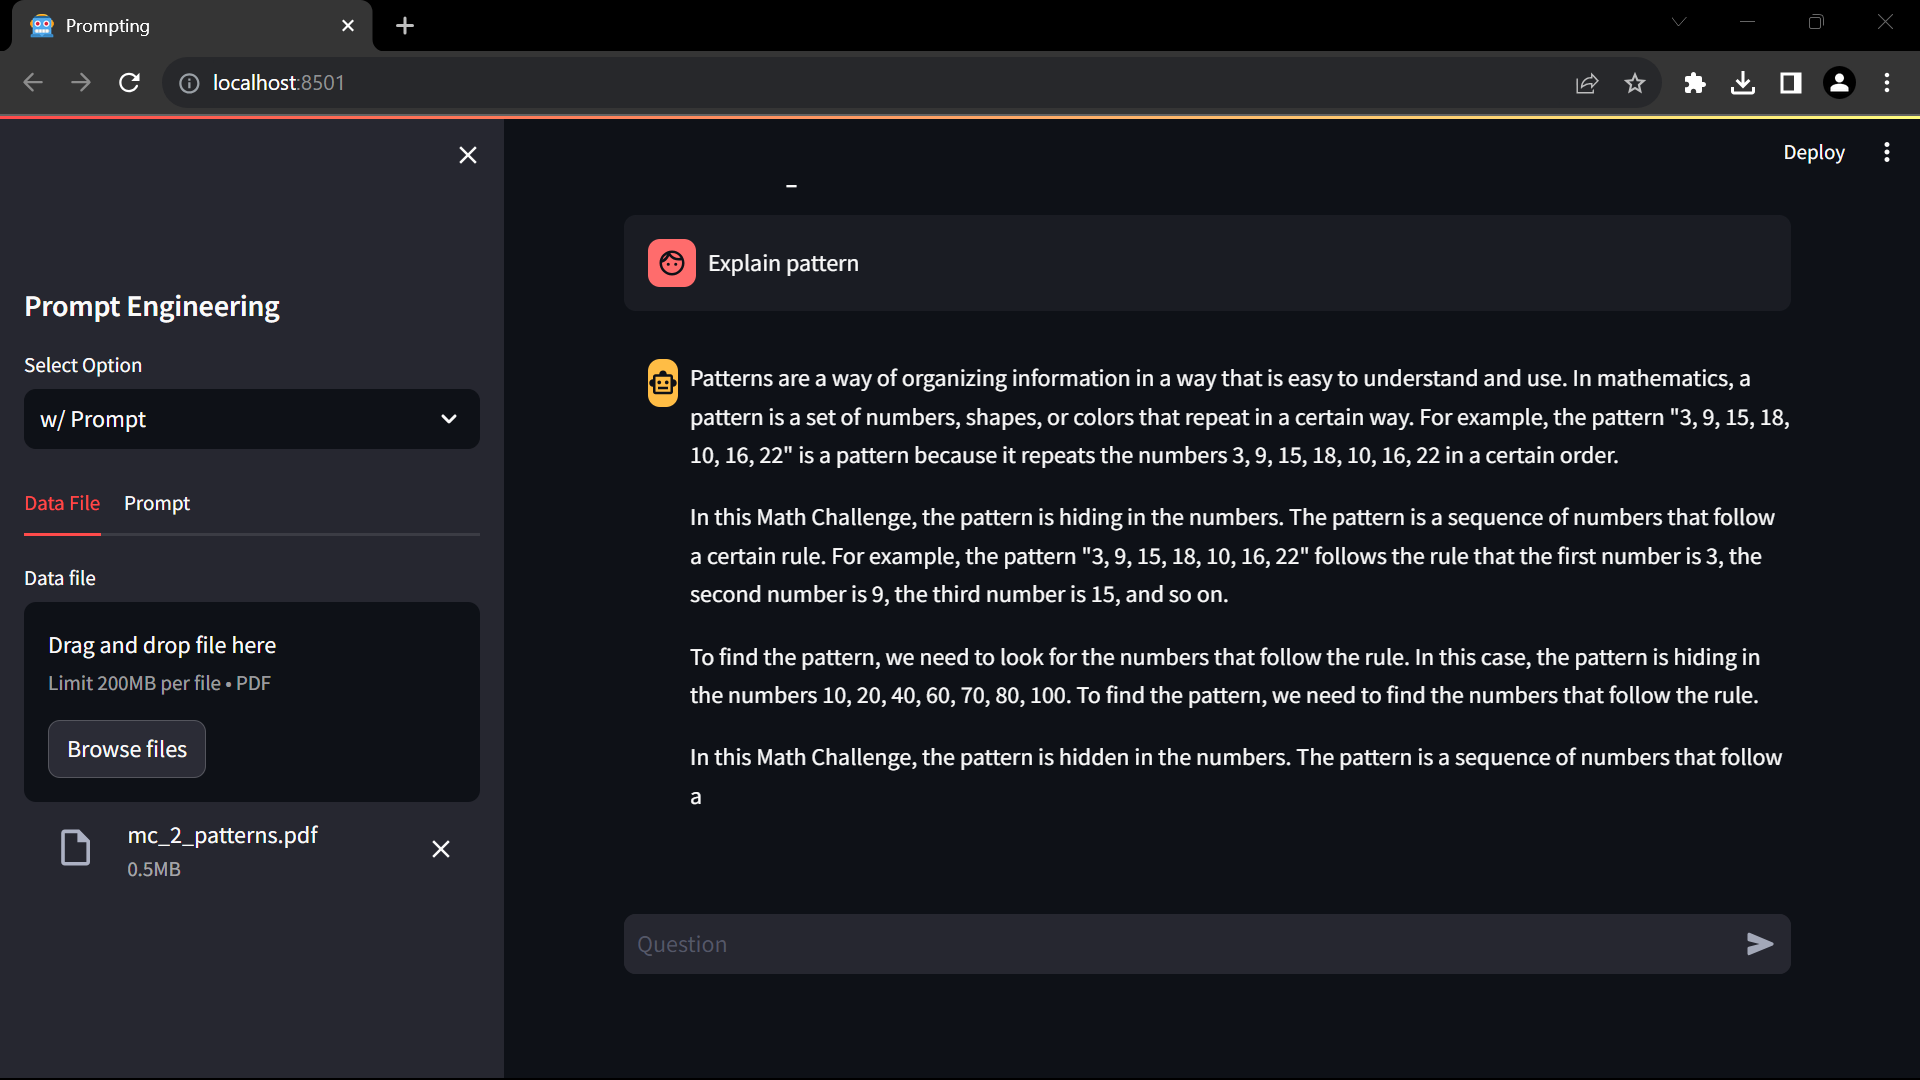 Prompting
localhost:8501
Deploy
Prompt Engineering
Select Option
w/ Prompt
Data File
Prompt
Data file
Drag and drop file here
Limit 200MB per file • PDF
Browse files
mc_2_patterns.pdf
0.5MB
Explain pattern
Patterns are a way of organizing information in a way that is easy to understand and use. In mathematics, a
pattern is a set of numbers, shapes, or colors that repeat in a certain way. For example, the pattern "3, 9, 15, 18,
10, 16, 22" is a pattern because it repeats the numbers 3, 9, 15, 18, 10, 16, 22 in a certain order.
In this Math Challenge, the pattern is hiding in the numbers. The pattern is a sequence of numbers that follow
a certain rule. For example, the pattern "3, 9, 15, 18, 10, 16, 22" follows the rule that the first number is 3, the
second number is 9, the third number is 15, and so on.
To find the pattern, we need to look for the numbers that follow the rule. In this case, the pattern is hiding in
the numbers 10, 20, 40, 60, 70, 80, 100. To find the pattern, we need to find the numbers that follow the rule.
In this Math Challenge, the pattern is hidden in the numbers. The pattern is a sequence of numbers that follow
a
Question